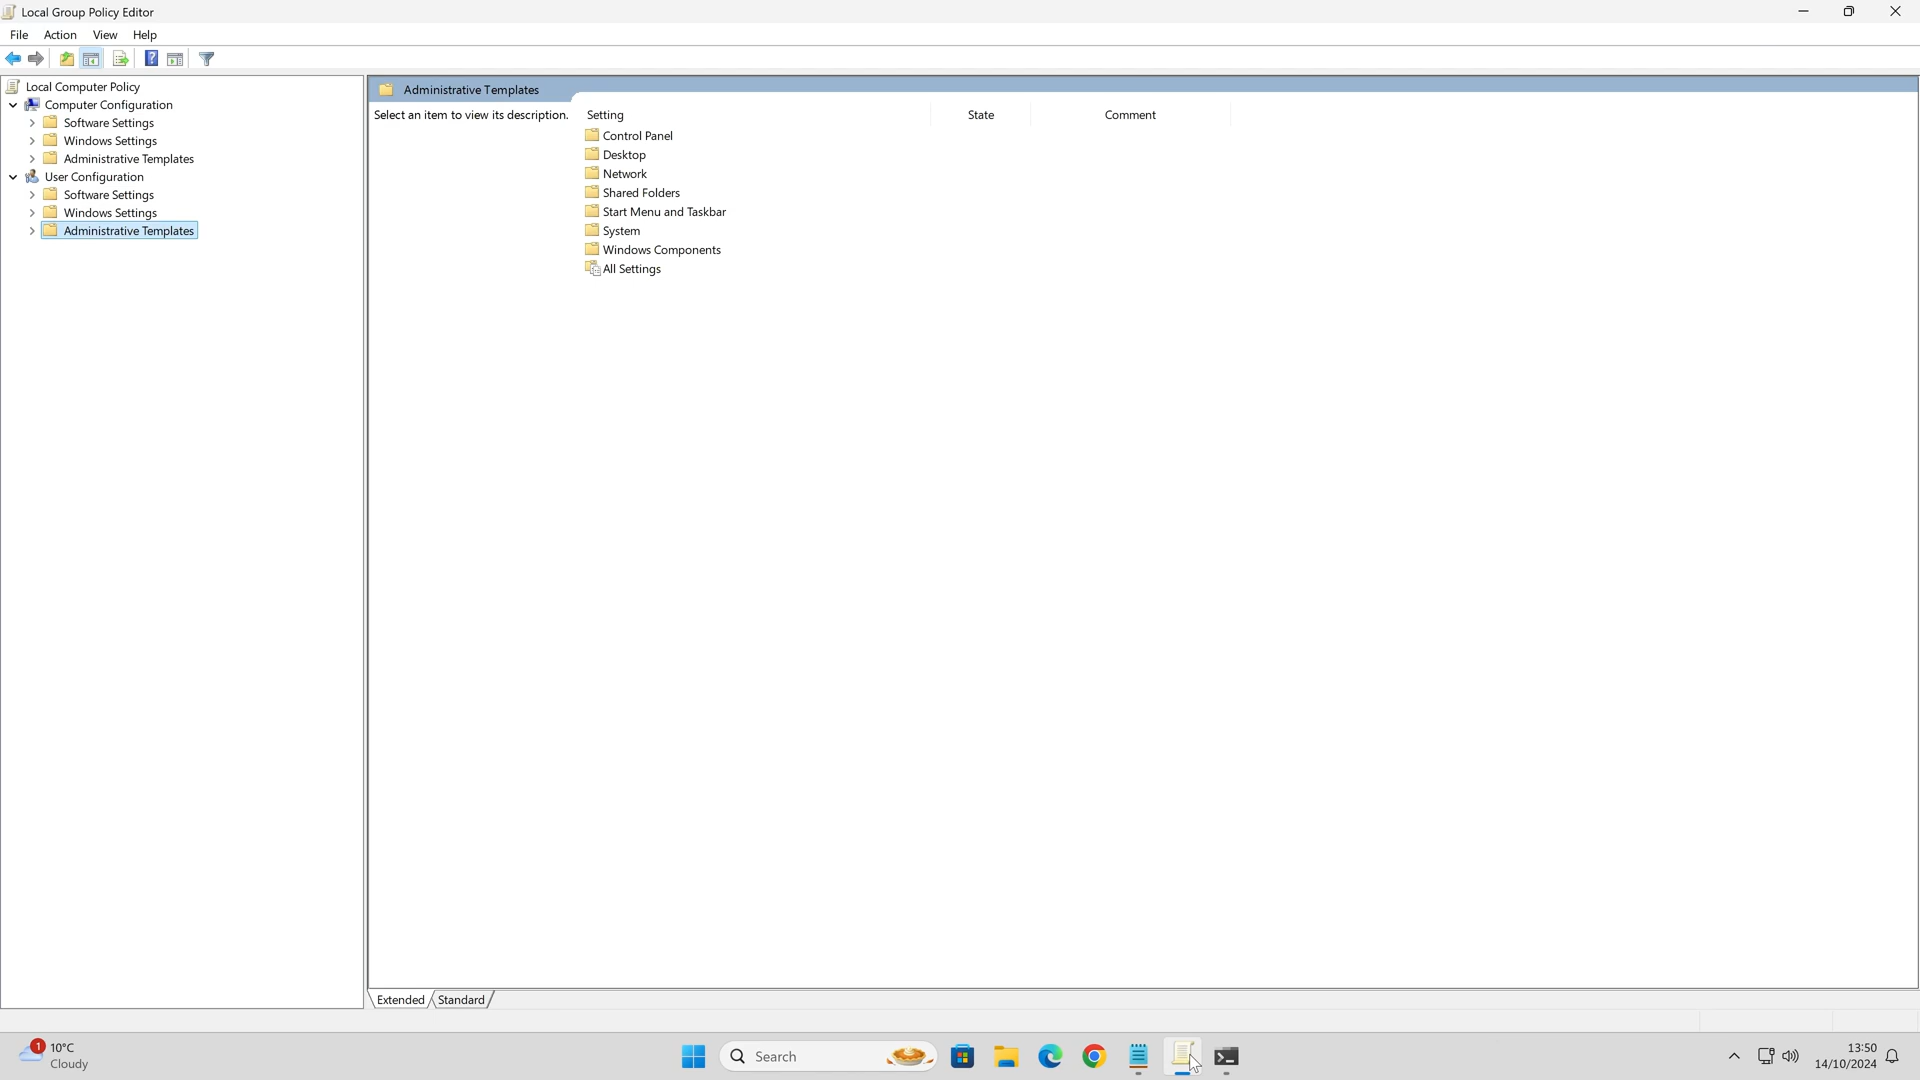 Local Group Policy Editor
File Action View Help
Local Computer Policy
Computer Configuration
Software Settings
Windows Settings
Administrative Templates
User Configuration
Software Settings
Windows Settings
Administrative Templates
Administrative Templates
Select an item to view its description.
Setting State Comment
Control Panel
Desktop
Network
Shared Folders
Start Menu and Taskbar
System
Windows Components
All Settings
Extended Standard
1
10°C
Cloudy
Search
13:50
14/10/2024